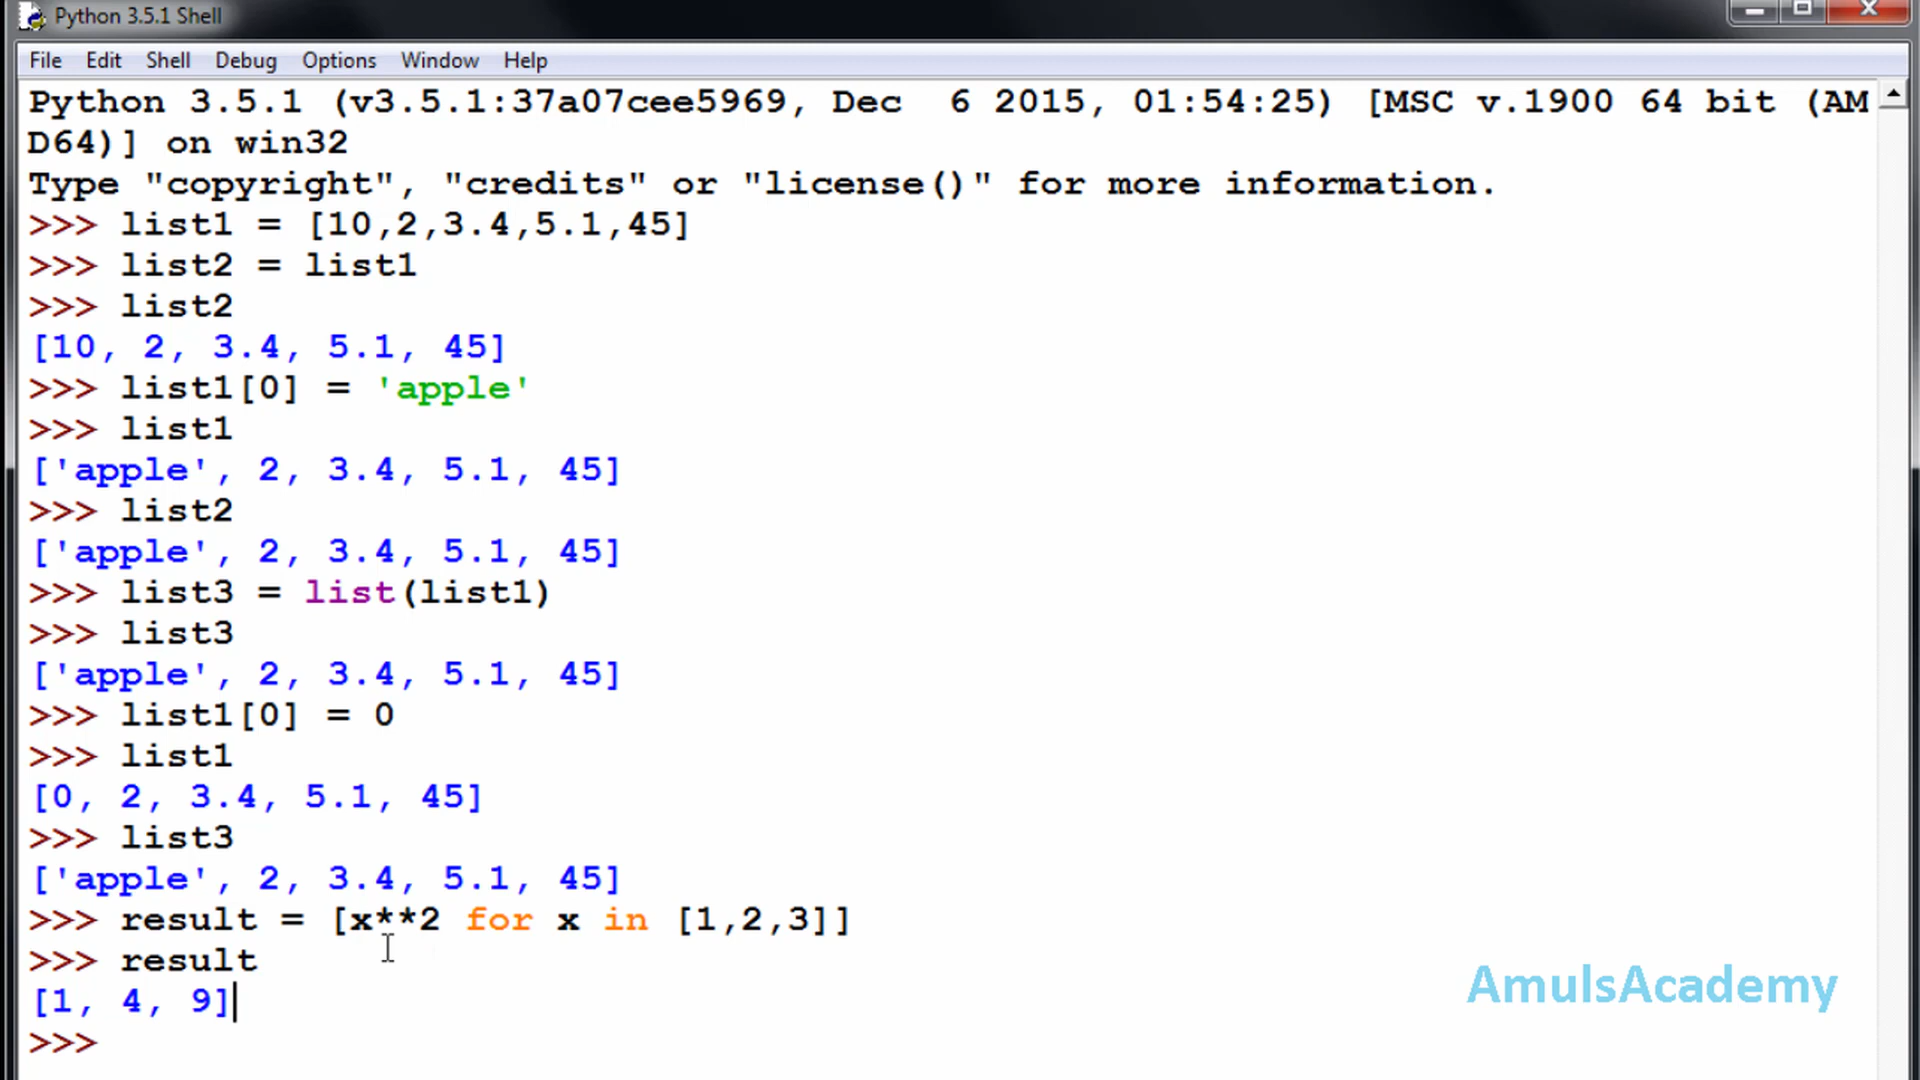 Python 3.5.1 Shell
File Edit Shell Debug Options Window Help
Python 3.5.1 (v3.5.1:37a07cee5969, Dec  6 2015, 01:54:25) [MSC v.1900 64 bit (AM
D64)] on win32
Type "copyright", "credits" or "license()" for more information.
>>> list1 = [10,2,3.4,5.1,45]
>>> list2 = list1
>>> list2
[10, 2, 3.4, 5.1, 45]
>>> list1[0] = 'apple'
>>> list1
['apple', 2, 3.4, 5.1, 45]
>>> list2
['apple', 2, 3.4, 5.1, 45]
>>> list3 = list(list1)
>>> list3
['apple', 2, 3.4, 5.1, 45]
>>> list1[0] = 0
>>> list1
[0, 2, 3.4, 5.1, 45]
>>> list3
['apple', 2, 3.4, 5.1, 45]
>>> result = [x**2 for x in [1,2,3]]
>>> result
[1, 4, 9]
>>>
AmulsAcademy